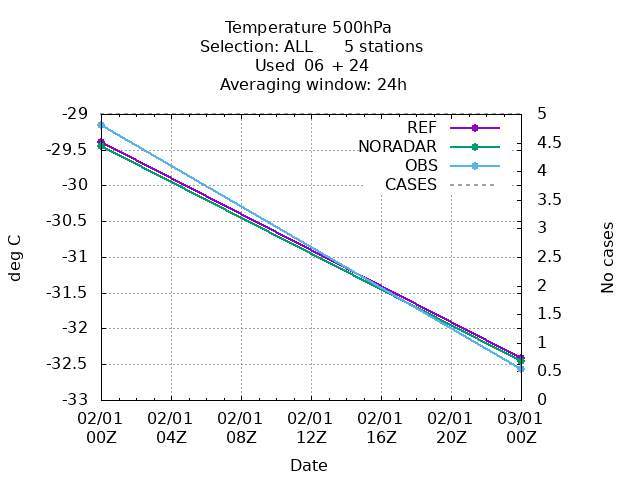 Temperature 500hPa
Selection: ALL 5 stations
Used 06 + 24
Averaging window: 24h
-29
-29.5
-30
-30.5
-31
-31.5
-32
-32.5
-33
deg C
REF
NORADAR
OBS
CASES
5
4.5
4
3.5
3
2.5
2
1.5
1
0.5
0
No cases
02/01 02/01 02/01 02/01 02/01 02/01 03/01
00Z 04Z 08Z 12Z 16Z 20Z 00Z
Date